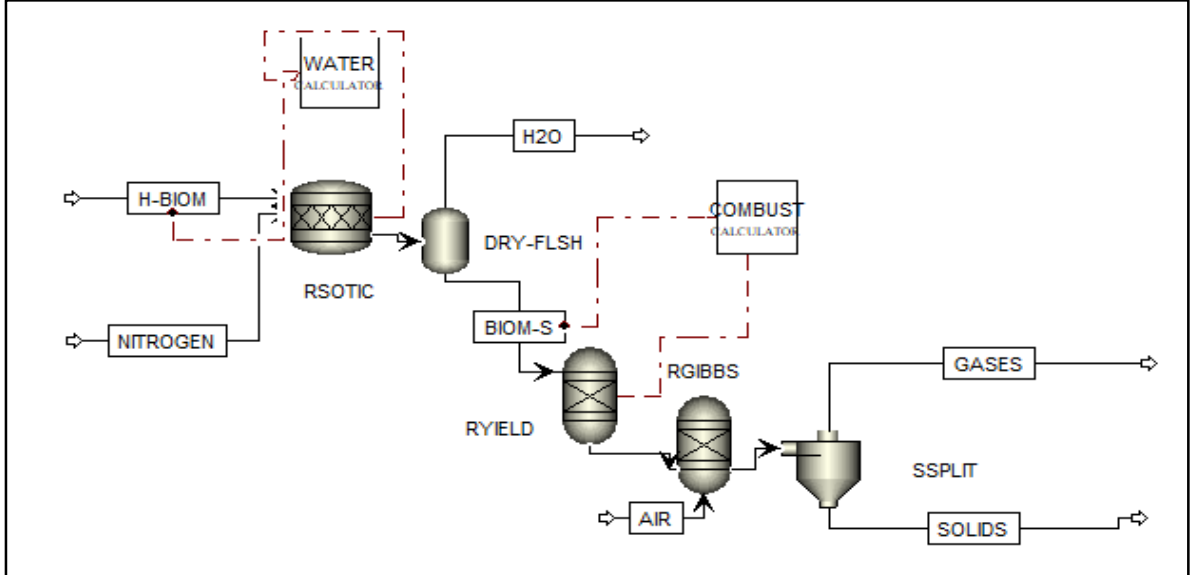 WATER
CALCULATOR
H2O
H-BIOM
COMBUST
CALCULATOR
DRY-FLSH
RSOTIC
BIOM-S
NITROGEN
GASES
RGIBBS
RYIELD
SSPLIT
AIR
SOLIDS